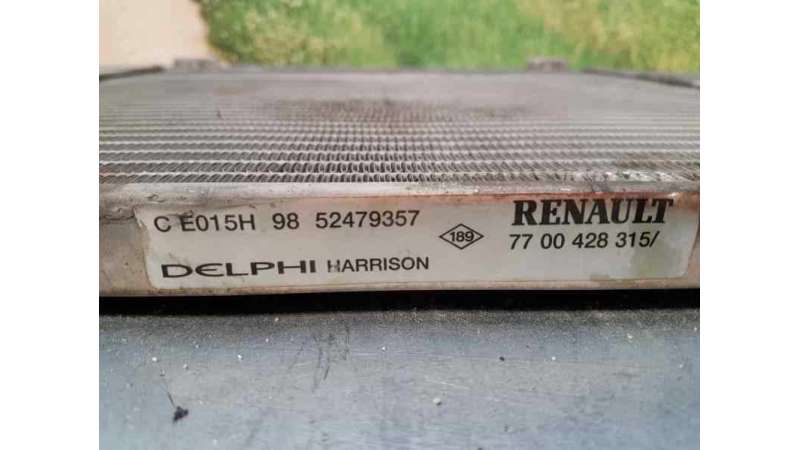 C E015H 98 52479357
DELPHI HARRISON
189
RENAULT
77 00 428 315/